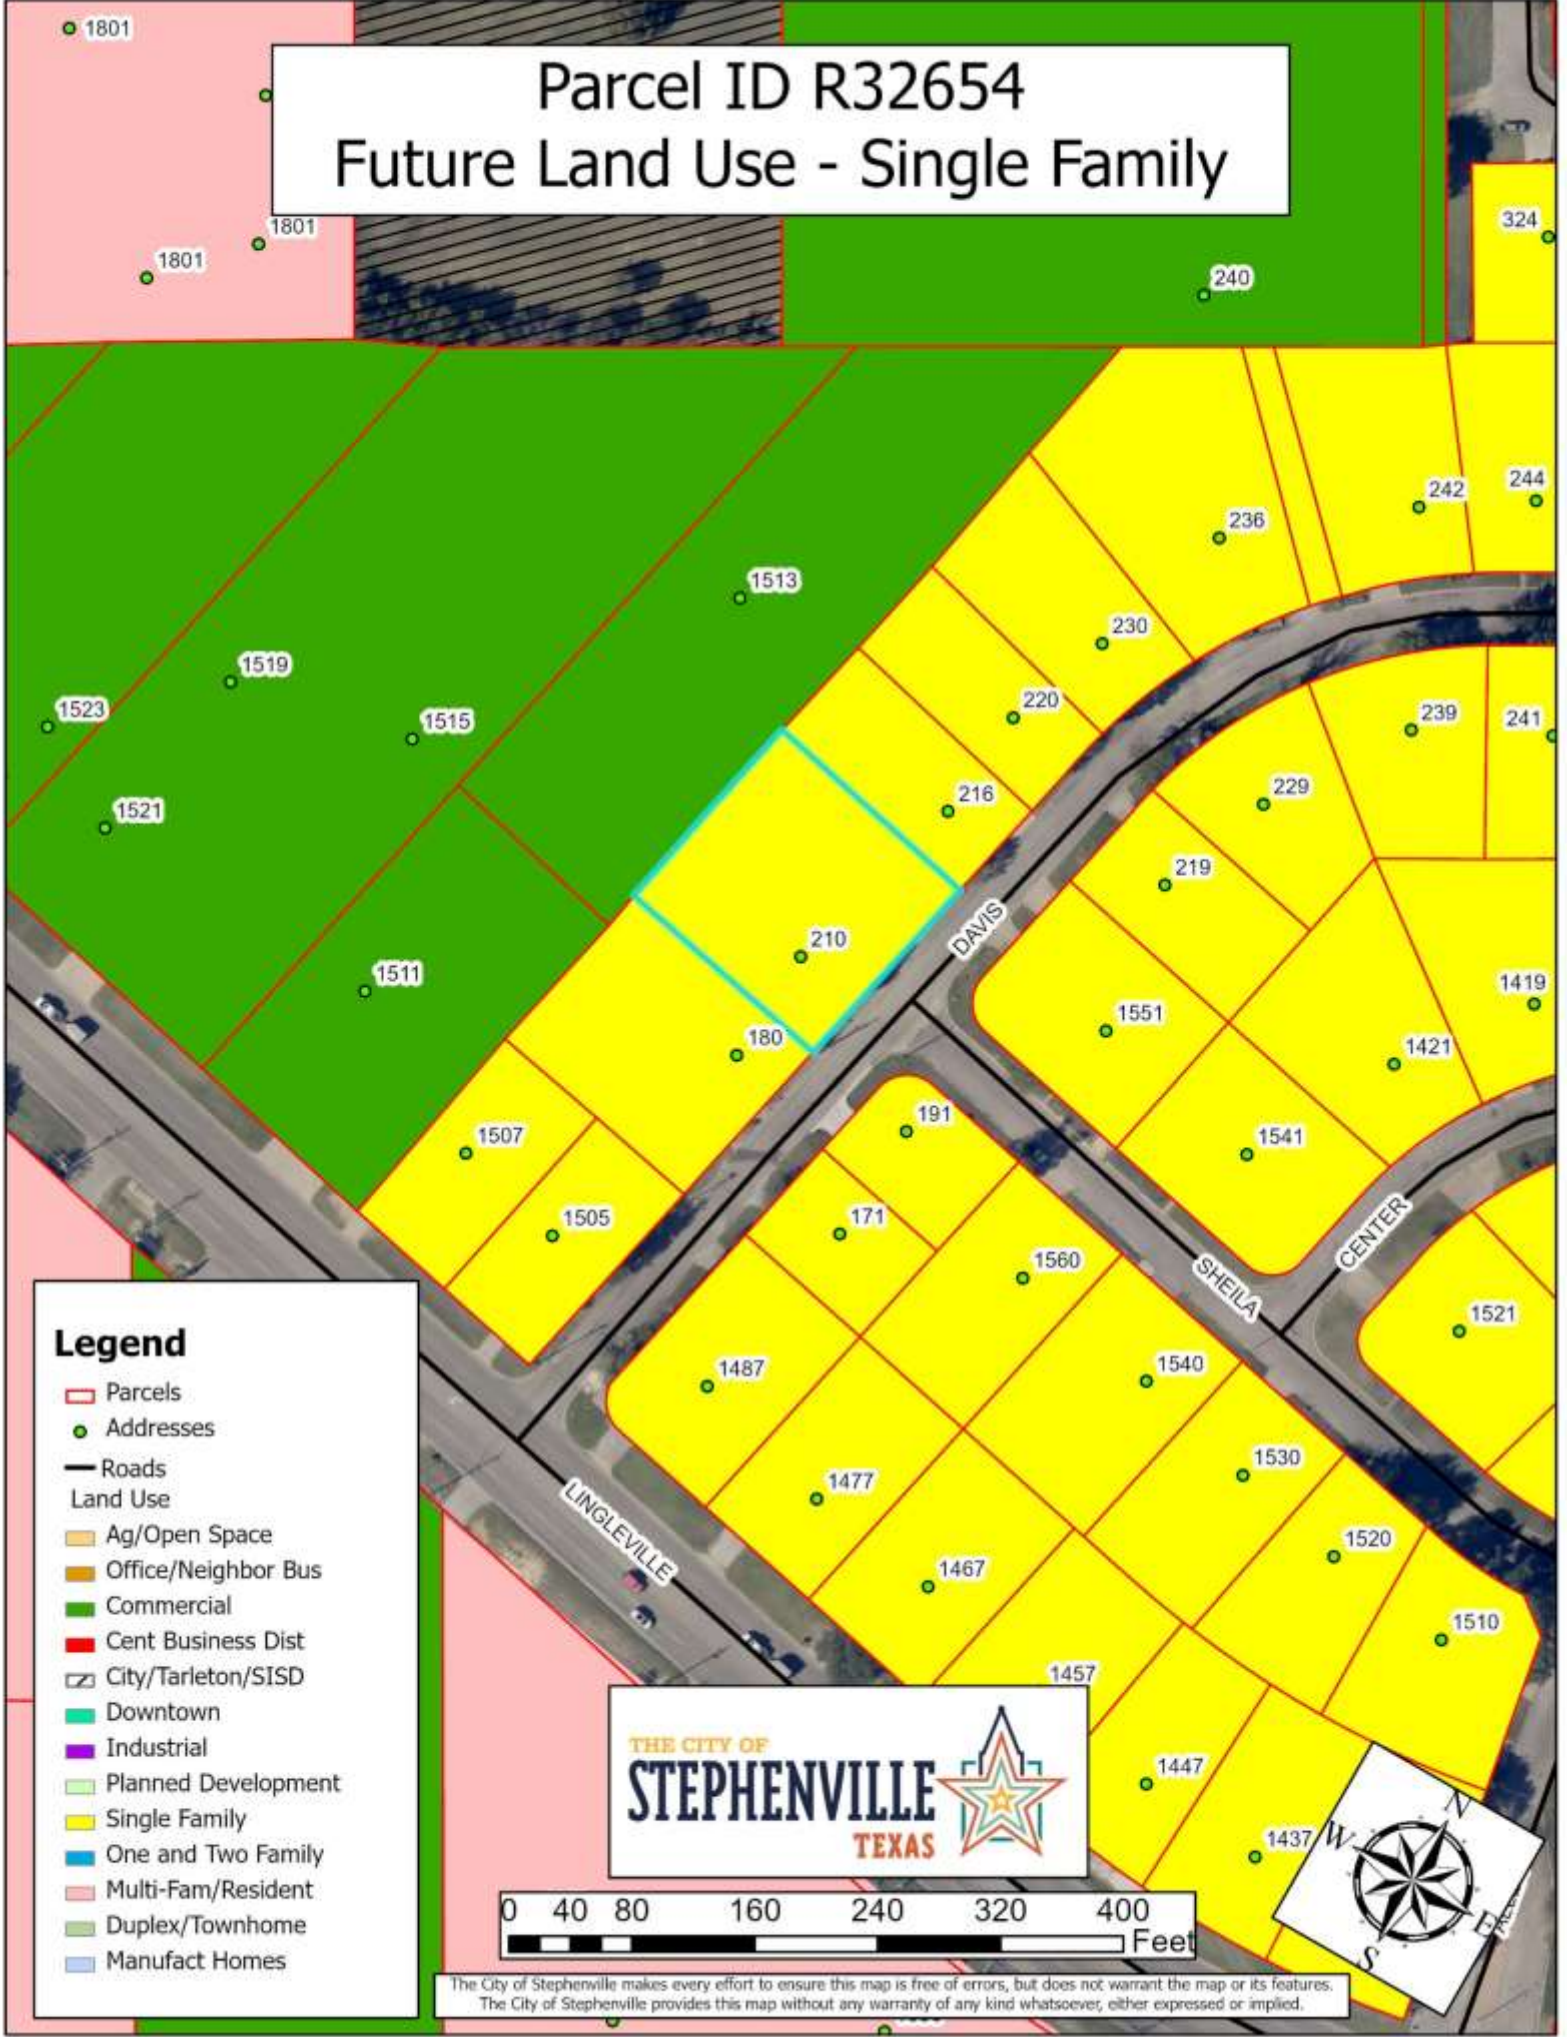 1801
Parcel ID R32654
Future Land Use - Single Family
1801
1801
324
240
242
244
236
1513
230
1519
220
1523
1515
239
241
229
216
1521
219
210
DAVIS
1511
1419
1551
180
1421
191
1507
1541
1505
171
CENTER
1560
SHEILA
1521
1487
1540
1530
1477
LINGLEVILLE
1520
1467
1510
1457
1447
1437
Legend
Parcels
Addresses
Roads
Land Use
Ag/Open Space
Office/Neighbor Bus
Commercial
Cent Business Dist
City/Tarleton/SISD
Downtown
Industrial
Planned Development
Single Family
One and Two Family
Multi-Fam/Resident
Duplex/Townhome
Manufact Homes
THE CITY OF
STEPHENVILLE
TEXAS
N
W
E
S
0 40 80 160 240 320 400
Feet
The City of Stephenville makes every effort to ensure this map is free of errors, but does not warrant the map or its features.
The City of Stephenville provides this map without any warranty of any kind whatsoever, either expressed or implied.